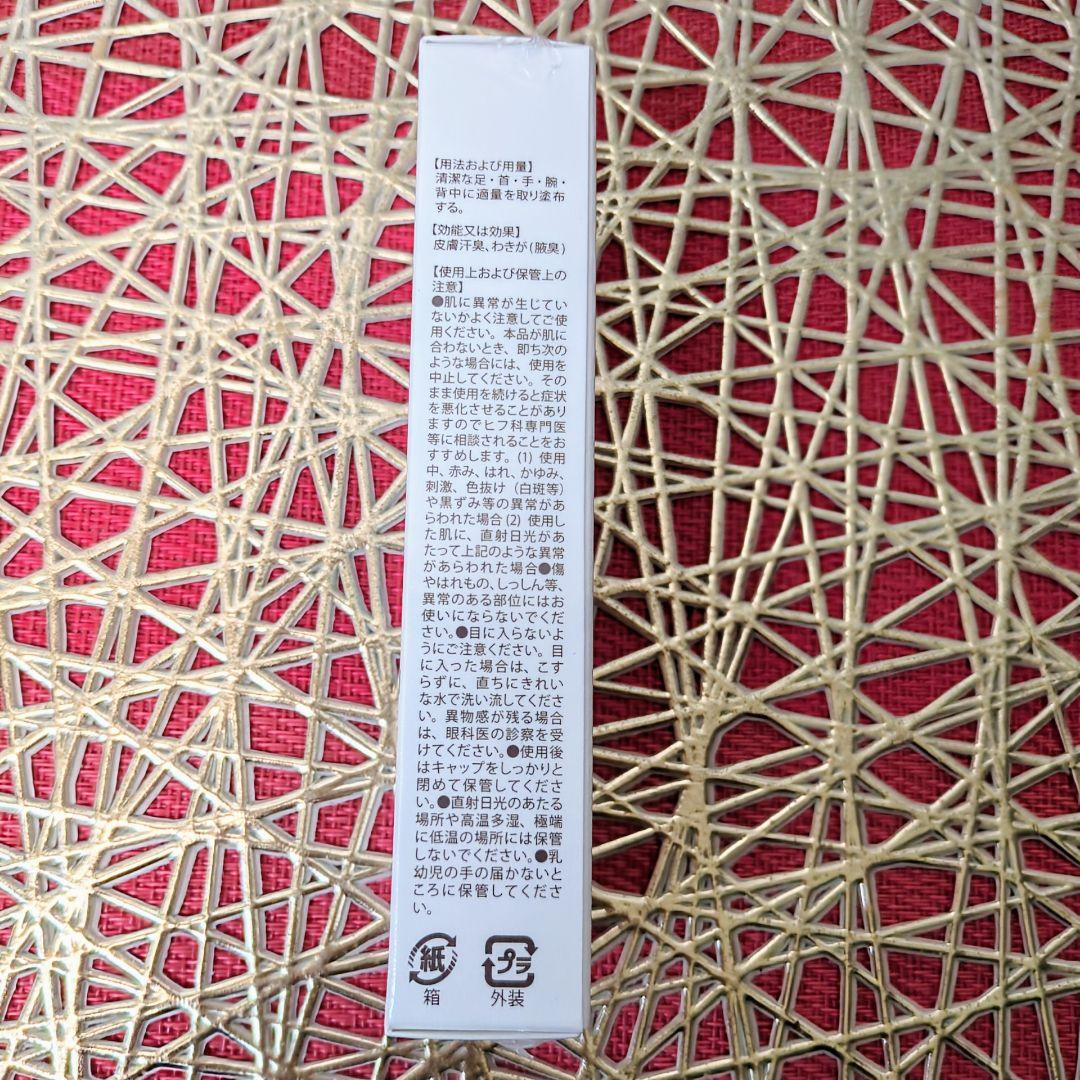 【用法および用量】
清潔な足・首・手・腕・
背中に適量を取り塗布
する。
【効能又は効果】
皮膚汗臭、わきが(腋臭)
【使用上および保管上の
注意】
●肌に異常が生じてい
ないかよく注意してご使
用ください。本品が肌に
合わないとき、即ち次の
ような場合には、使用を
中止してください。その
まま使用を続けると症状
を悪化させることがあり
ますのでヒフ科専門医
等に相談されることをお
すすめします。(1) 使用
中、赤み、はれ、かゆみ、
刺激、色抜け（白斑等）
や黒ずみ等の異常があ
らわれた場合(2) 使用し
た肌に、直射日光があ
たって上記のような異常
があらわれた場合●傷
やはれもの、しっしん等、
異常のある部位にはお
使いにならないでくだ
さい。●目に入らないよ
うにご注意ください。目
に入った場合は、こす
らずに、直ちにきれい
な水で洗い流してくださ
い。異物感が残る場合
は、眼科医の診察を受
けてください。●使用後
はキャップをしっかりと
閉めて保管してくださ
い。●直射日光のあたる
場所や高温多湿、極端
に低温の場所には保管
しないでください。●乳
幼児の手の届かないと
ころに保管してくださ
い。
紙 プラ
箱 外装